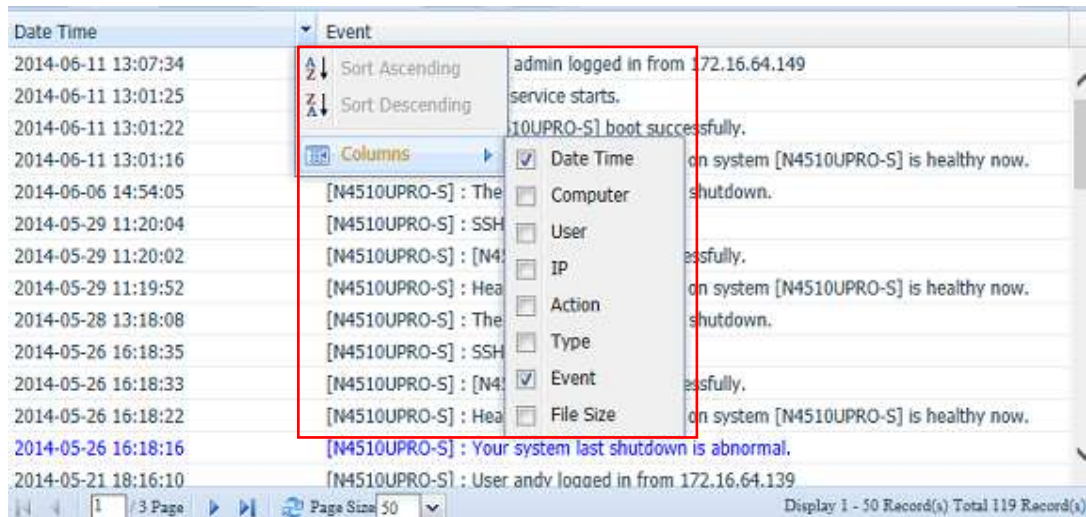 Date Time Event
2014-06-11 13:07:34 admin logged in from 172.16.64.149
Sort Ascending
2014-06-11 13:01:25 service starts.
Sort Descending
2014-06-11 13:01:22 510UPRO-S] boot successfully.
2014-06-11 13:01:16 on system [N4510UPRO-S] is healthy now.
Columns
Date Time
Computer
User
IP
Action
Type
Event
File Size
2014-06-06 14:54:05 [N4510UPRO-S] : The shutdown.
2014-05-29 11:20:04 [N4510UPRO-S] : SSH
2014-05-29 11:20:02 [N4510UPRO-S] : [N4 essfully.
2014-05-29 11:19:52 [N4510UPRO-S] : Hea on system [N4510UPRO-S] is healthy now.
2014-05-28 13:18:08 [N4510UPRO-S] : The shutdown.
2014-05-26 16:18:35 [N4510UPRO-S] : SSH
2014-05-26 16:18:33 [N4510UPRO-S] : [N4 essfully.
2014-05-26 16:18:22 [N4510UPRO-S] : Hea on system [N4510UPRO-S] is healthy now.
2014-05-26 16:18:16 [N4510UPRO-S] : Your system last shutdown is abnormal.
2014-05-21 18:16:10 [N4510UPRO-S] : User andy logged in from 172.16.64.139
1 / 3 Page Page Size 50 Display 1 - 50 Record(s) Total 119 Record(s)